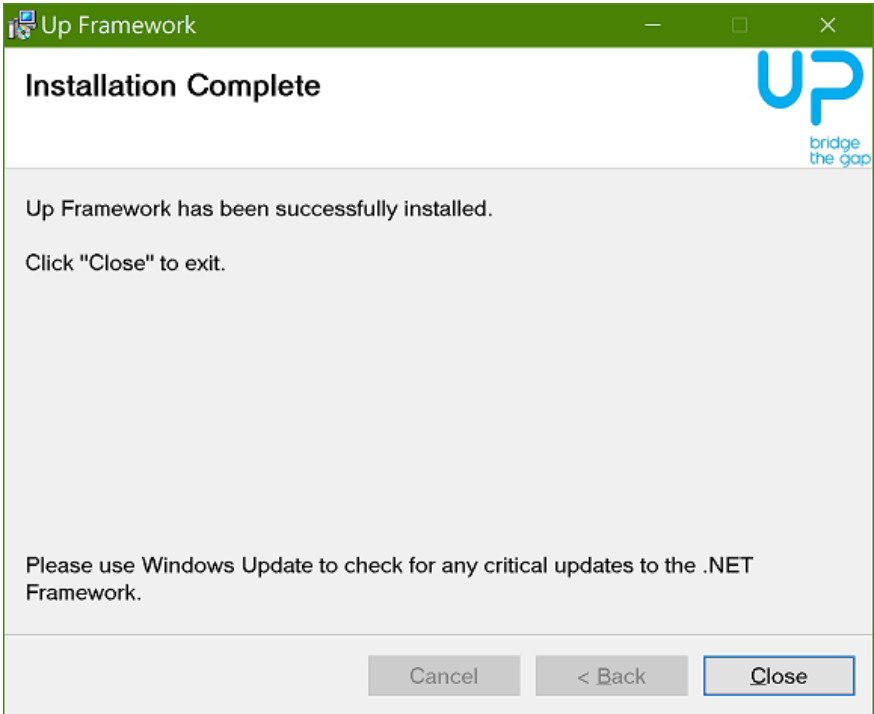 Up Framework
Installation Complete
UP
bridge
the gap
Up Framework has been successfully installed.
Click "Close" to exit.
Please use Windows Update to check for any critical updates to the .NET
Framework.
Cancel
< Back
Close